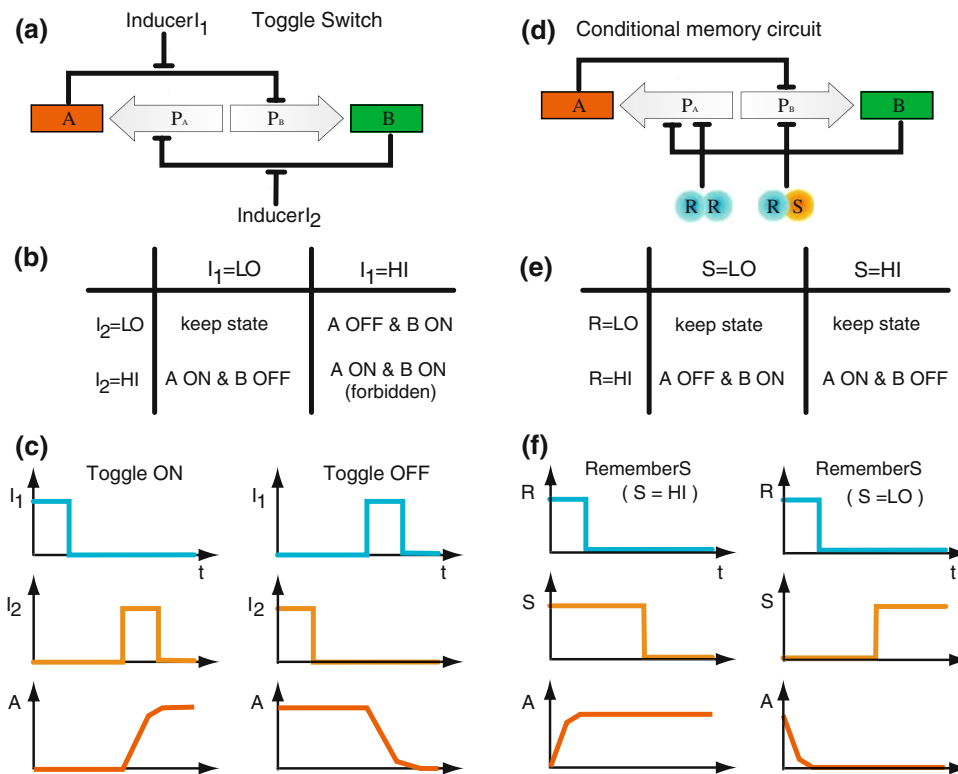 (a)
InducerI1
Toggle Switch
A
PA
PB
B
InducerI2
(b)
I1=LO
I1=HI
I2=LO
keep state
A OFF & B ON
I2=HI
A ON & B OFF
A ON & B ON
(forbidden)
(c)
Toggle ON
Toggle OFF
I1
t
I1
t
I2
I2
A
A
(d)
Conditional memory circuit
A
PA
PB
B
R R
R S
(e)
S=LO
S=HI
R=LO
keep state
keep state
R=HI
A OFF & B ON
A ON & B OFF
(f)
RememberS
( S = HI )
RememberS
( S =LO )
R
t
R
t
S
S
A
A